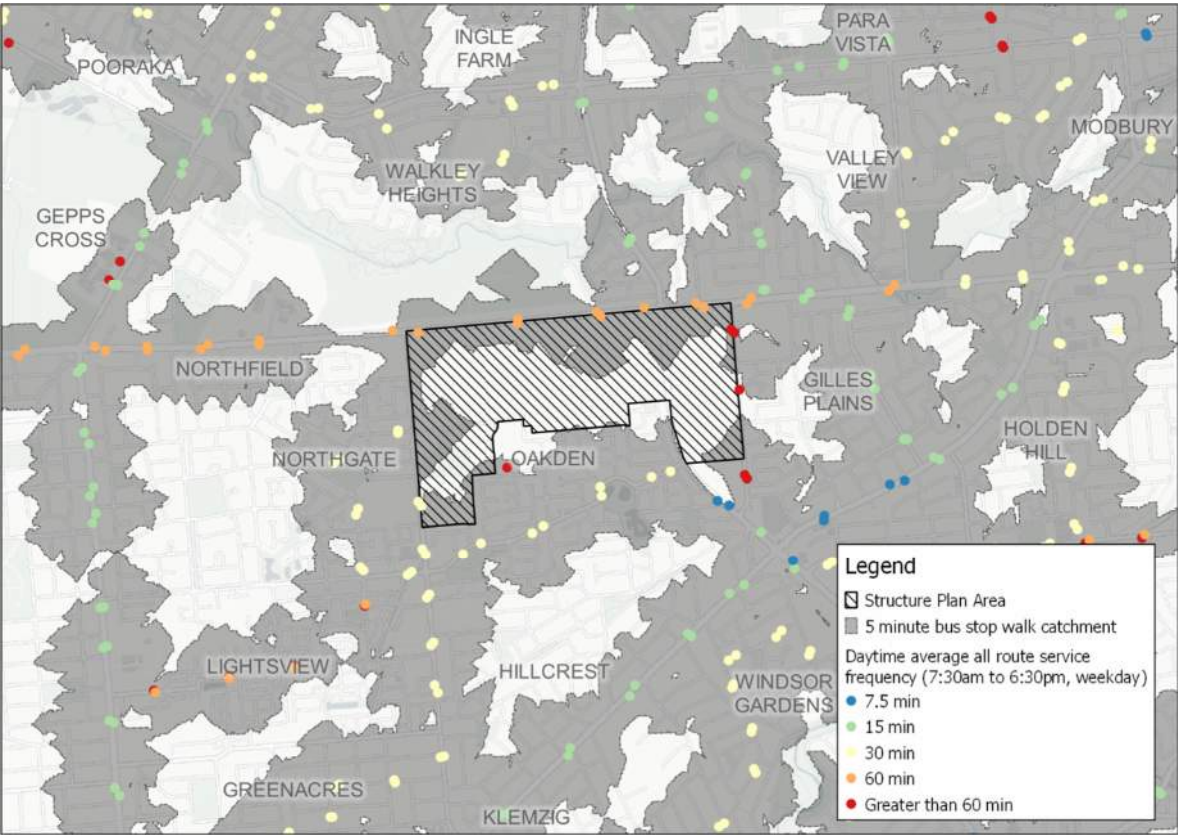 PARA
VISTA
INGLE
FARM
POORAKA
MODBURY
VALLEY
VIEW
WALKLEY
HEIGHTS
GEPPS
CROSS
NORTHFIELD
GILLES
PLAINS
HOLDEN
HILL
NORTHGATE
OAKDEN
LIGHTSVIEW
HILLCREST
WINDSOR
GARDENS
GREENACRES
KLEMZIG
Legend
Structure Plan Area
5 minute bus stop walk catchment
Daytime average all route service
frequency (7:30am to 6:30pm, weekday)
7.5 min
15 min
30 min
60 min
Greater than 60 min